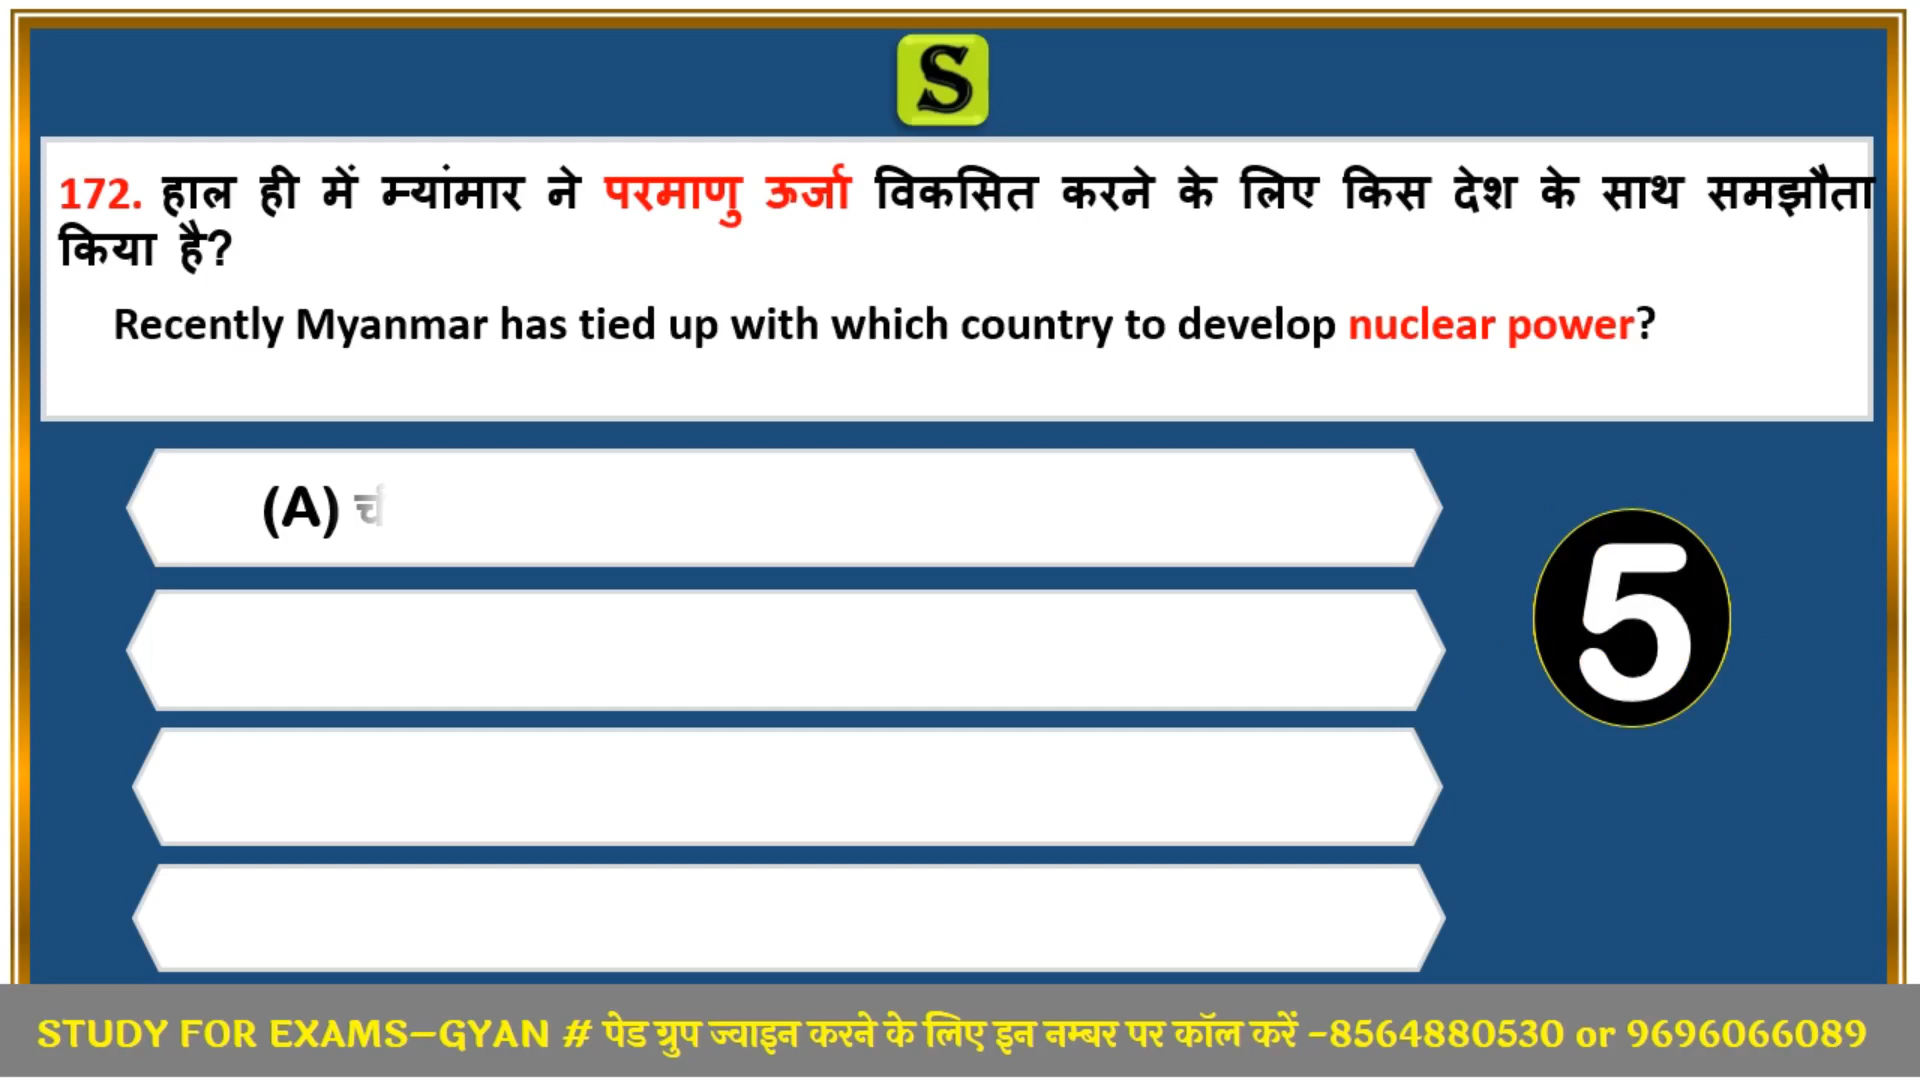 S
172. हाल ही में म्यांमार ने परमाणु ऊर्जा विकसित करने के लिए किस देश के साथ समझौता
किया है?
Recently Myanmar has tied up with which country to develop nuclear power?
(A)
5
STUDY FOR EXAMS–GYAN # पेड ग्रुप ज्वाइन करने के लिए इन नम्बर पर कॉल करें -8564880530 or 9696066089